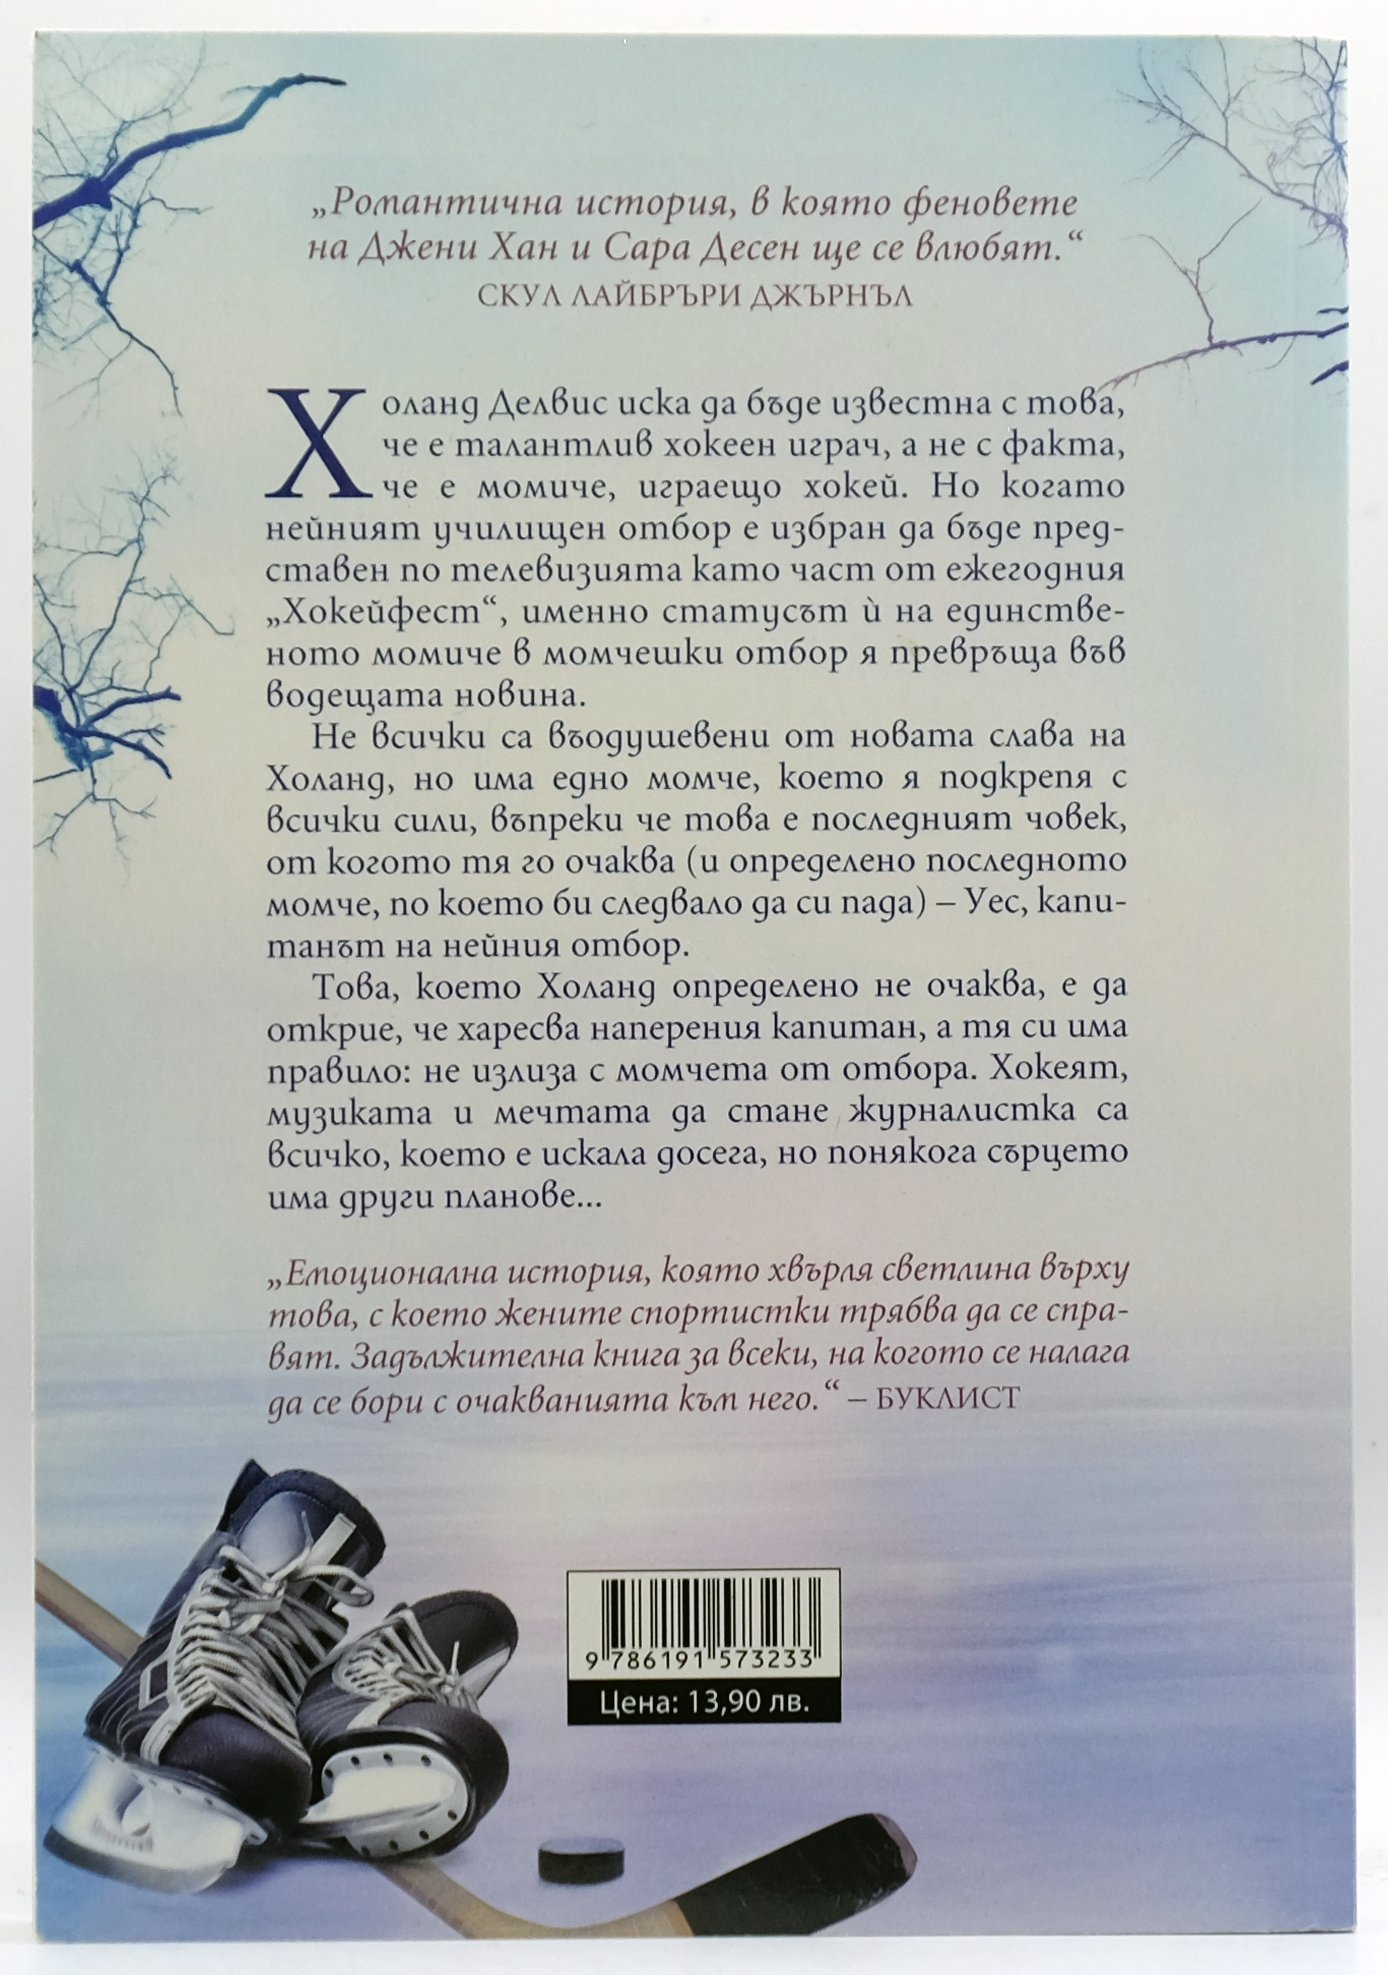 „Романтична история, в която феновете
на Джени Хан и Сара Десен ще се влюбят.“
СКУЛ ЛАЙБРЪРИ ДЖЪРНЪЛ
Холанд Делвис иска да бъде известна с това,
че е талантлив хокеен играч, а не с факта,
че е момиче, играещо хокей. Но когато
нейният училищен отбор е избран да бъде пред-
ставен по телевизията като част от ежегодния
„Хокейфест“, именно статусът ѝ на единстве-
ното момиче в момчешки отбор я превръща във
водещата новина.
Не всички са въодушевени от новата слава на
Холанд, но има едно момче, което я подкрепя с
всички сили, въпреки че това е последният човек,
от когото тя го очаква (и определено последното
момче, по което би следвало да си пада) – Уес, капи-
танът на нейния отбор.
Това, което Холанд определено не очаква, е да
открие, че харесва наперения капитан, а тя си има
правило: не излиза с момчета от отбора. Хокеят,
музиката и мечтата да стане журналистка са
всичко, което е искала досега, но понякога сърцето
има други планове...
„Емоционална история, която хвърля светлина върху
това, с което жените спортистки трябва да се спра-
вят. Задължителна книга за всеки, на когото се налага
да се бори с очакванията към него.“ – БУКЛИСТ
9 786191 573233
Цена: 13,90 лв.